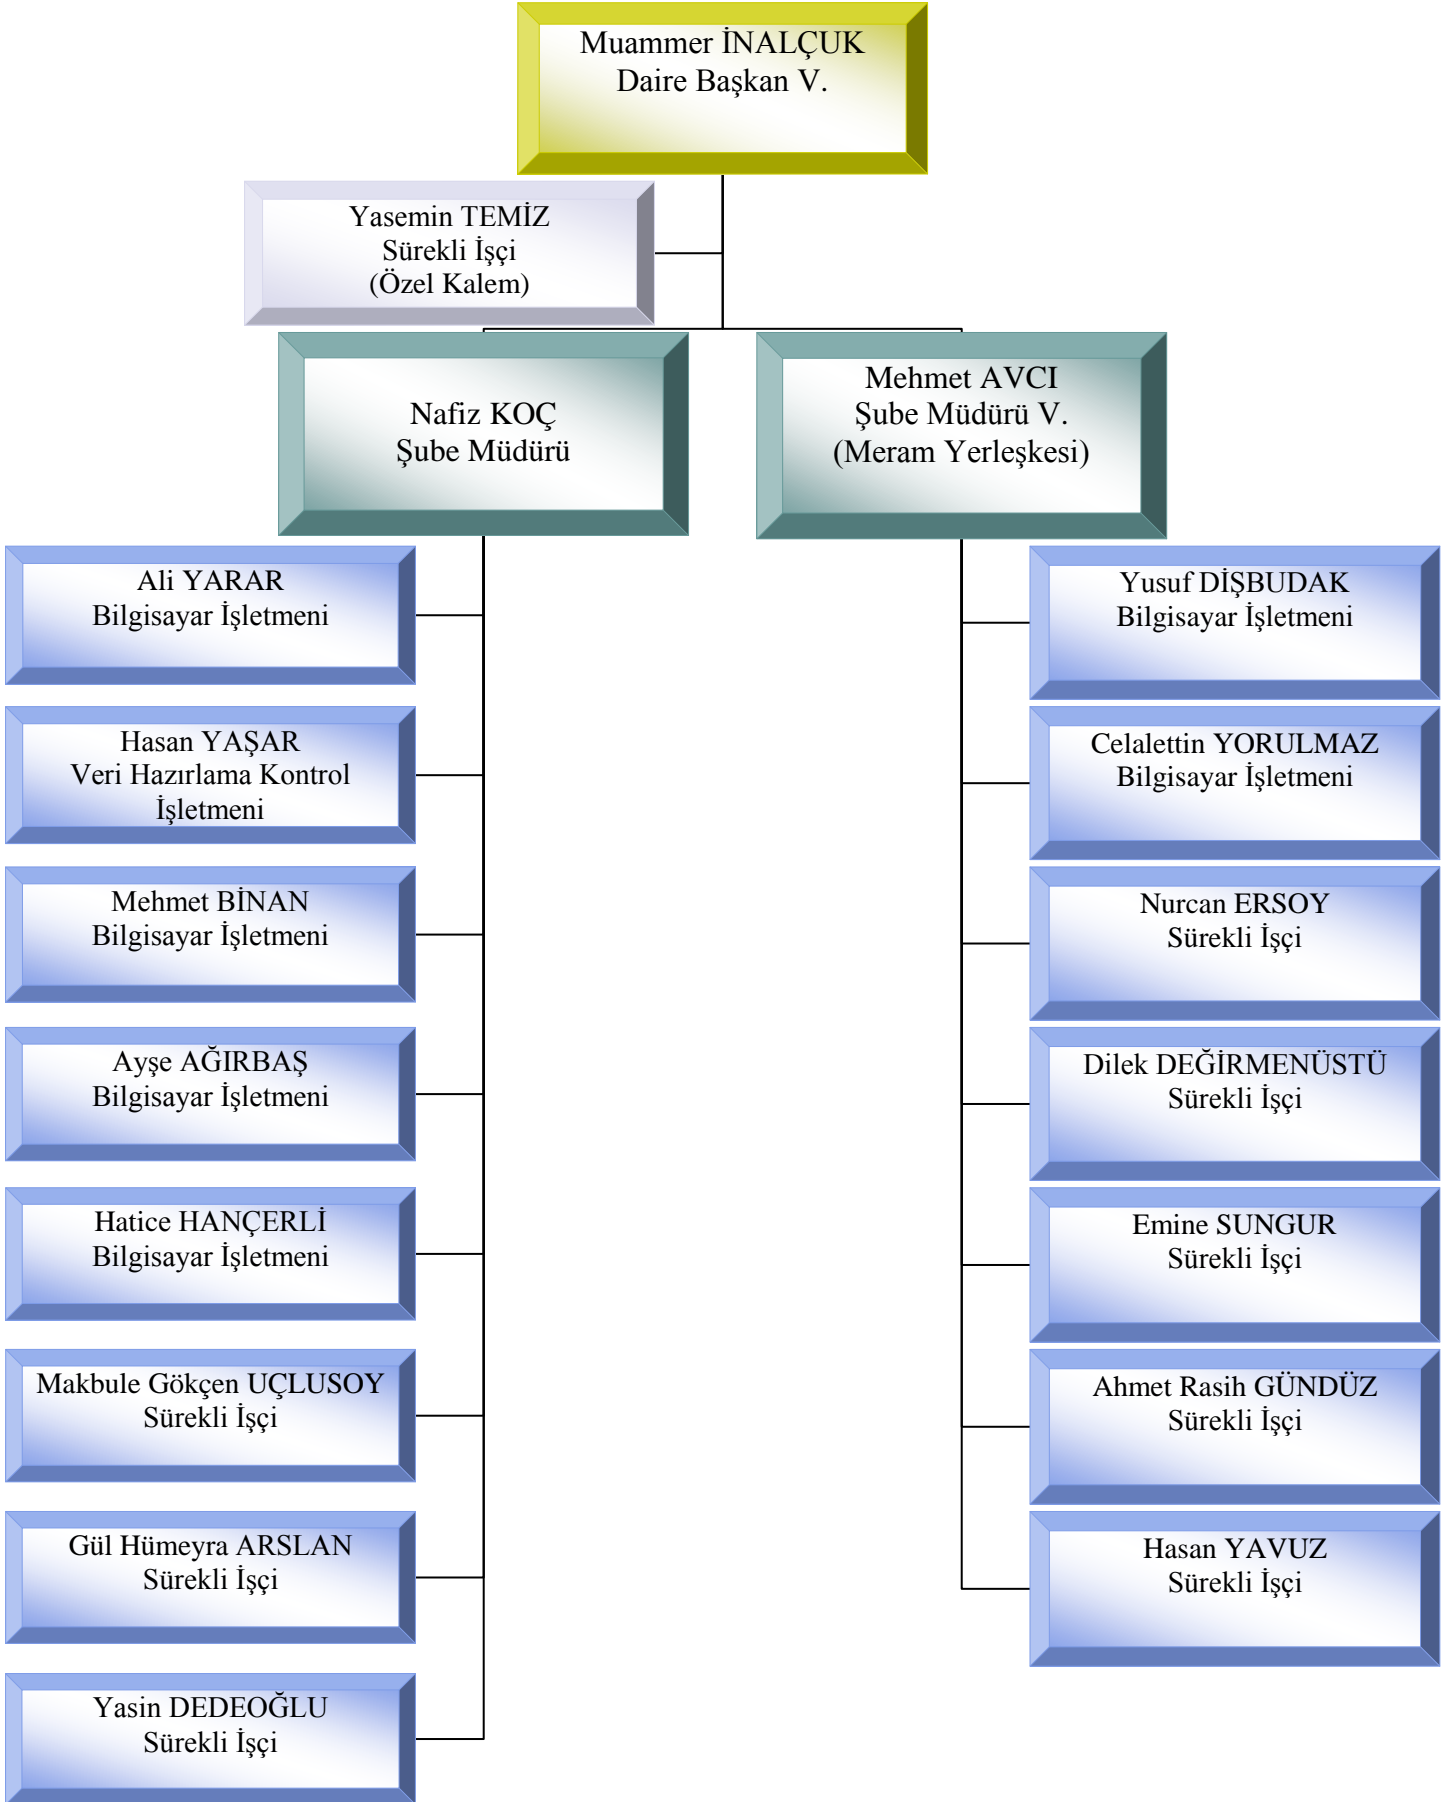 Muammer İNALÇUK
Daire Başkan V.
Yasemin TEMİZ
Sürekli İşçi
(Özel Kalem)
Nafiz KOÇ
Şube Müdürü
Mehmet AVCI
Şube Müdürü V.
(Meram Yerleşkesi)
Ali YARAR
Bilgisayar İşletmeni
Hasan YAŞAR
Veri Hazırlama Kontrol
İşletmeni
Mehmet BİNAN
Bilgisayar İşletmeni
Ayşe AĞIRBAŞ
Bilgisayar İşletmeni
Hatice HANÇERLİ
Bilgisayar İşletmeni
Makbule Gökçen UÇLUSOY
Sürekli İşçi
Gül Hümeyra ARSLAN
Sürekli İşçi
Yasin DEDEOĞLU
Sürekli İşçi
Yusuf DİŞBUDAK
Bilgisayar İşletmeni
Celalettin YORULMAZ
Bilgisayar İşletmeni
Nurcan ERSOY
Sürekli İşçi
Dilek DEĞİRMENÜSTÜ
Sürekli İşçi
Emine SUNGUR
Sürekli İşçi
Ahmet Rasih GÜNDÜZ
Sürekli İşçi
Hasan YAVUZ
Sürekli İşçi